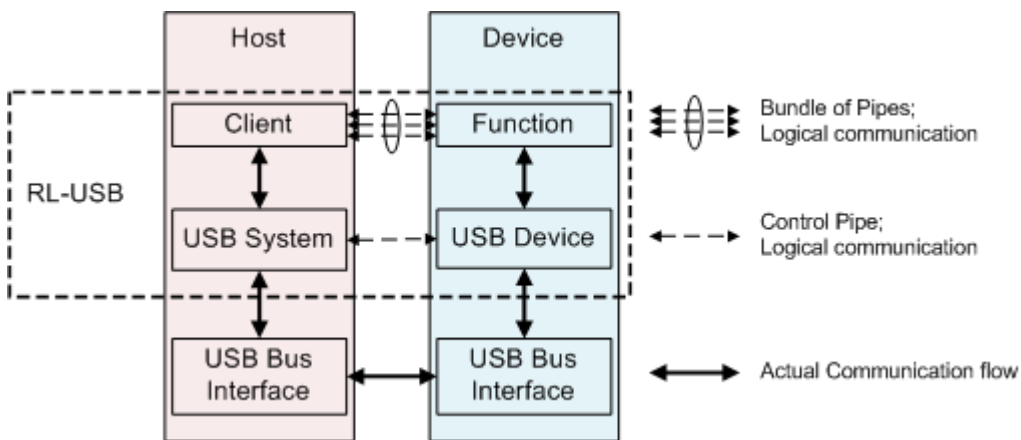 Host
Device
Client
Function
Bundle of Pipes;
Logical communication
RL-USB
USB System
USB Device
Control Pipe;
Logical communication
USB Bus
Interface
USB Bus
Interface
Actual Communication flow